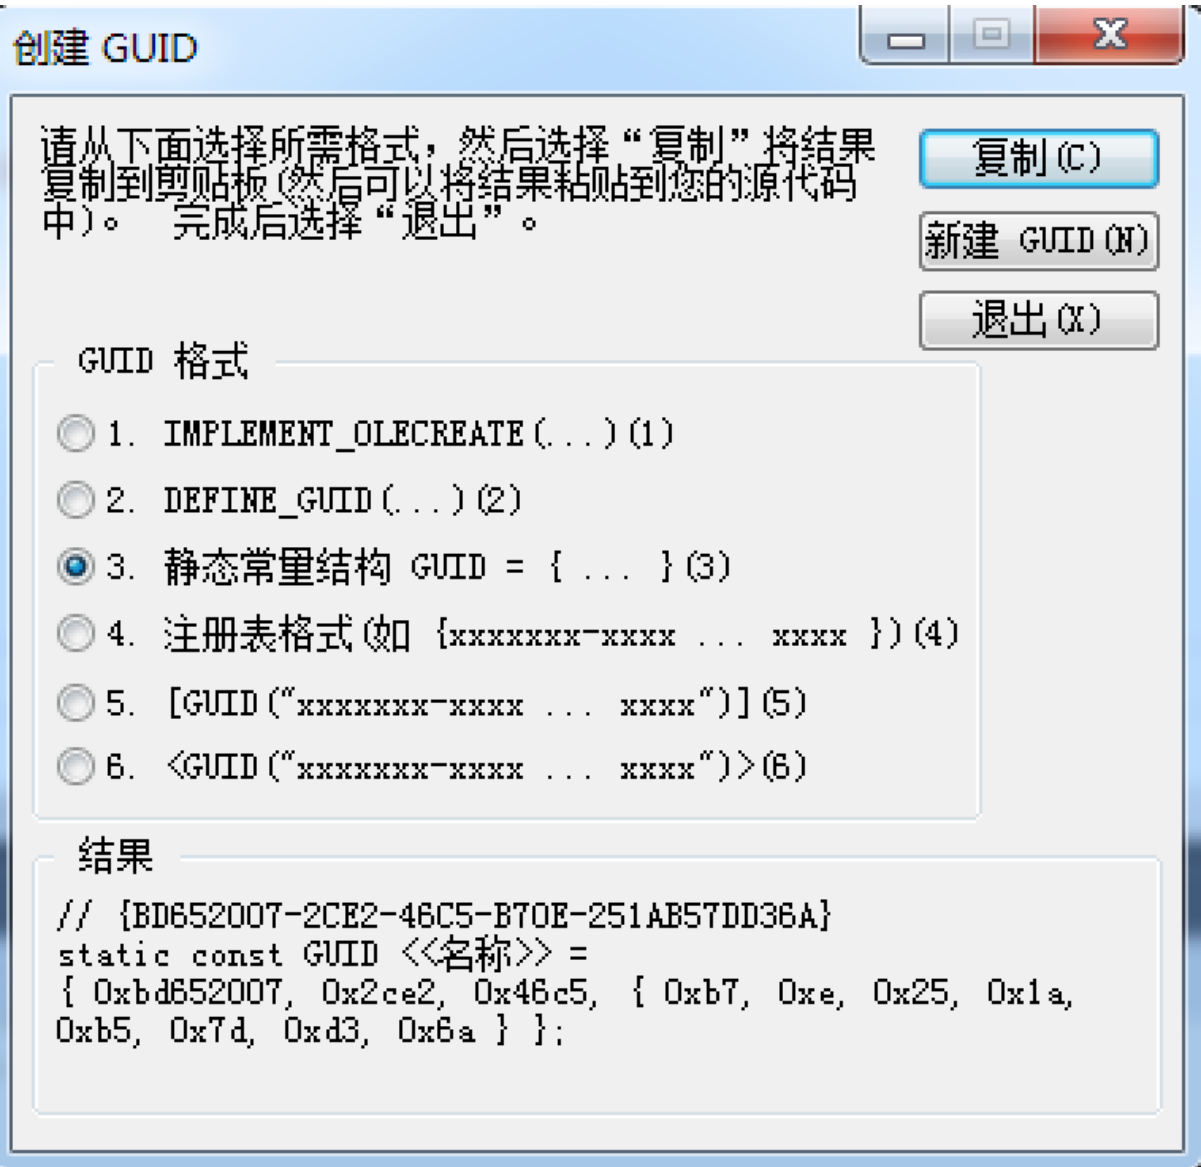 创建 GUID
请从下面选择所需格式，然后选择“复制”将结果
复制到剪贴板(然后可以将结果粘贴到您的源代码
中)。 完成后选择“退出”。
复制(C)
新建 GUID(N)
退出(X)
GUID 格式
1. IMPLEMENT_OLECREATE(...)(1)
2. DEFINE_GUID(...)(2)
3. 静态常量结构 GUID = { ... }(3)
4. 注册表格式(如 {xxxxxxx-xxxx ... xxxx })(4)
5. [GUID("xxxxxxx-xxxx ... xxxx")](5)
6. <GUID("xxxxxxx-xxxx ... xxxx")>(6)
结果
// {BD652007-2CE2-46C5-B70E-251AB57DD36A}
static const GUID <<名称>> =
{ 0xbd652007, 0x2ce2, 0x46c5, { 0xb7, 0xe, 0x25, 0x1a,
0xb5, 0x7d, 0xd3, 0x6a } };